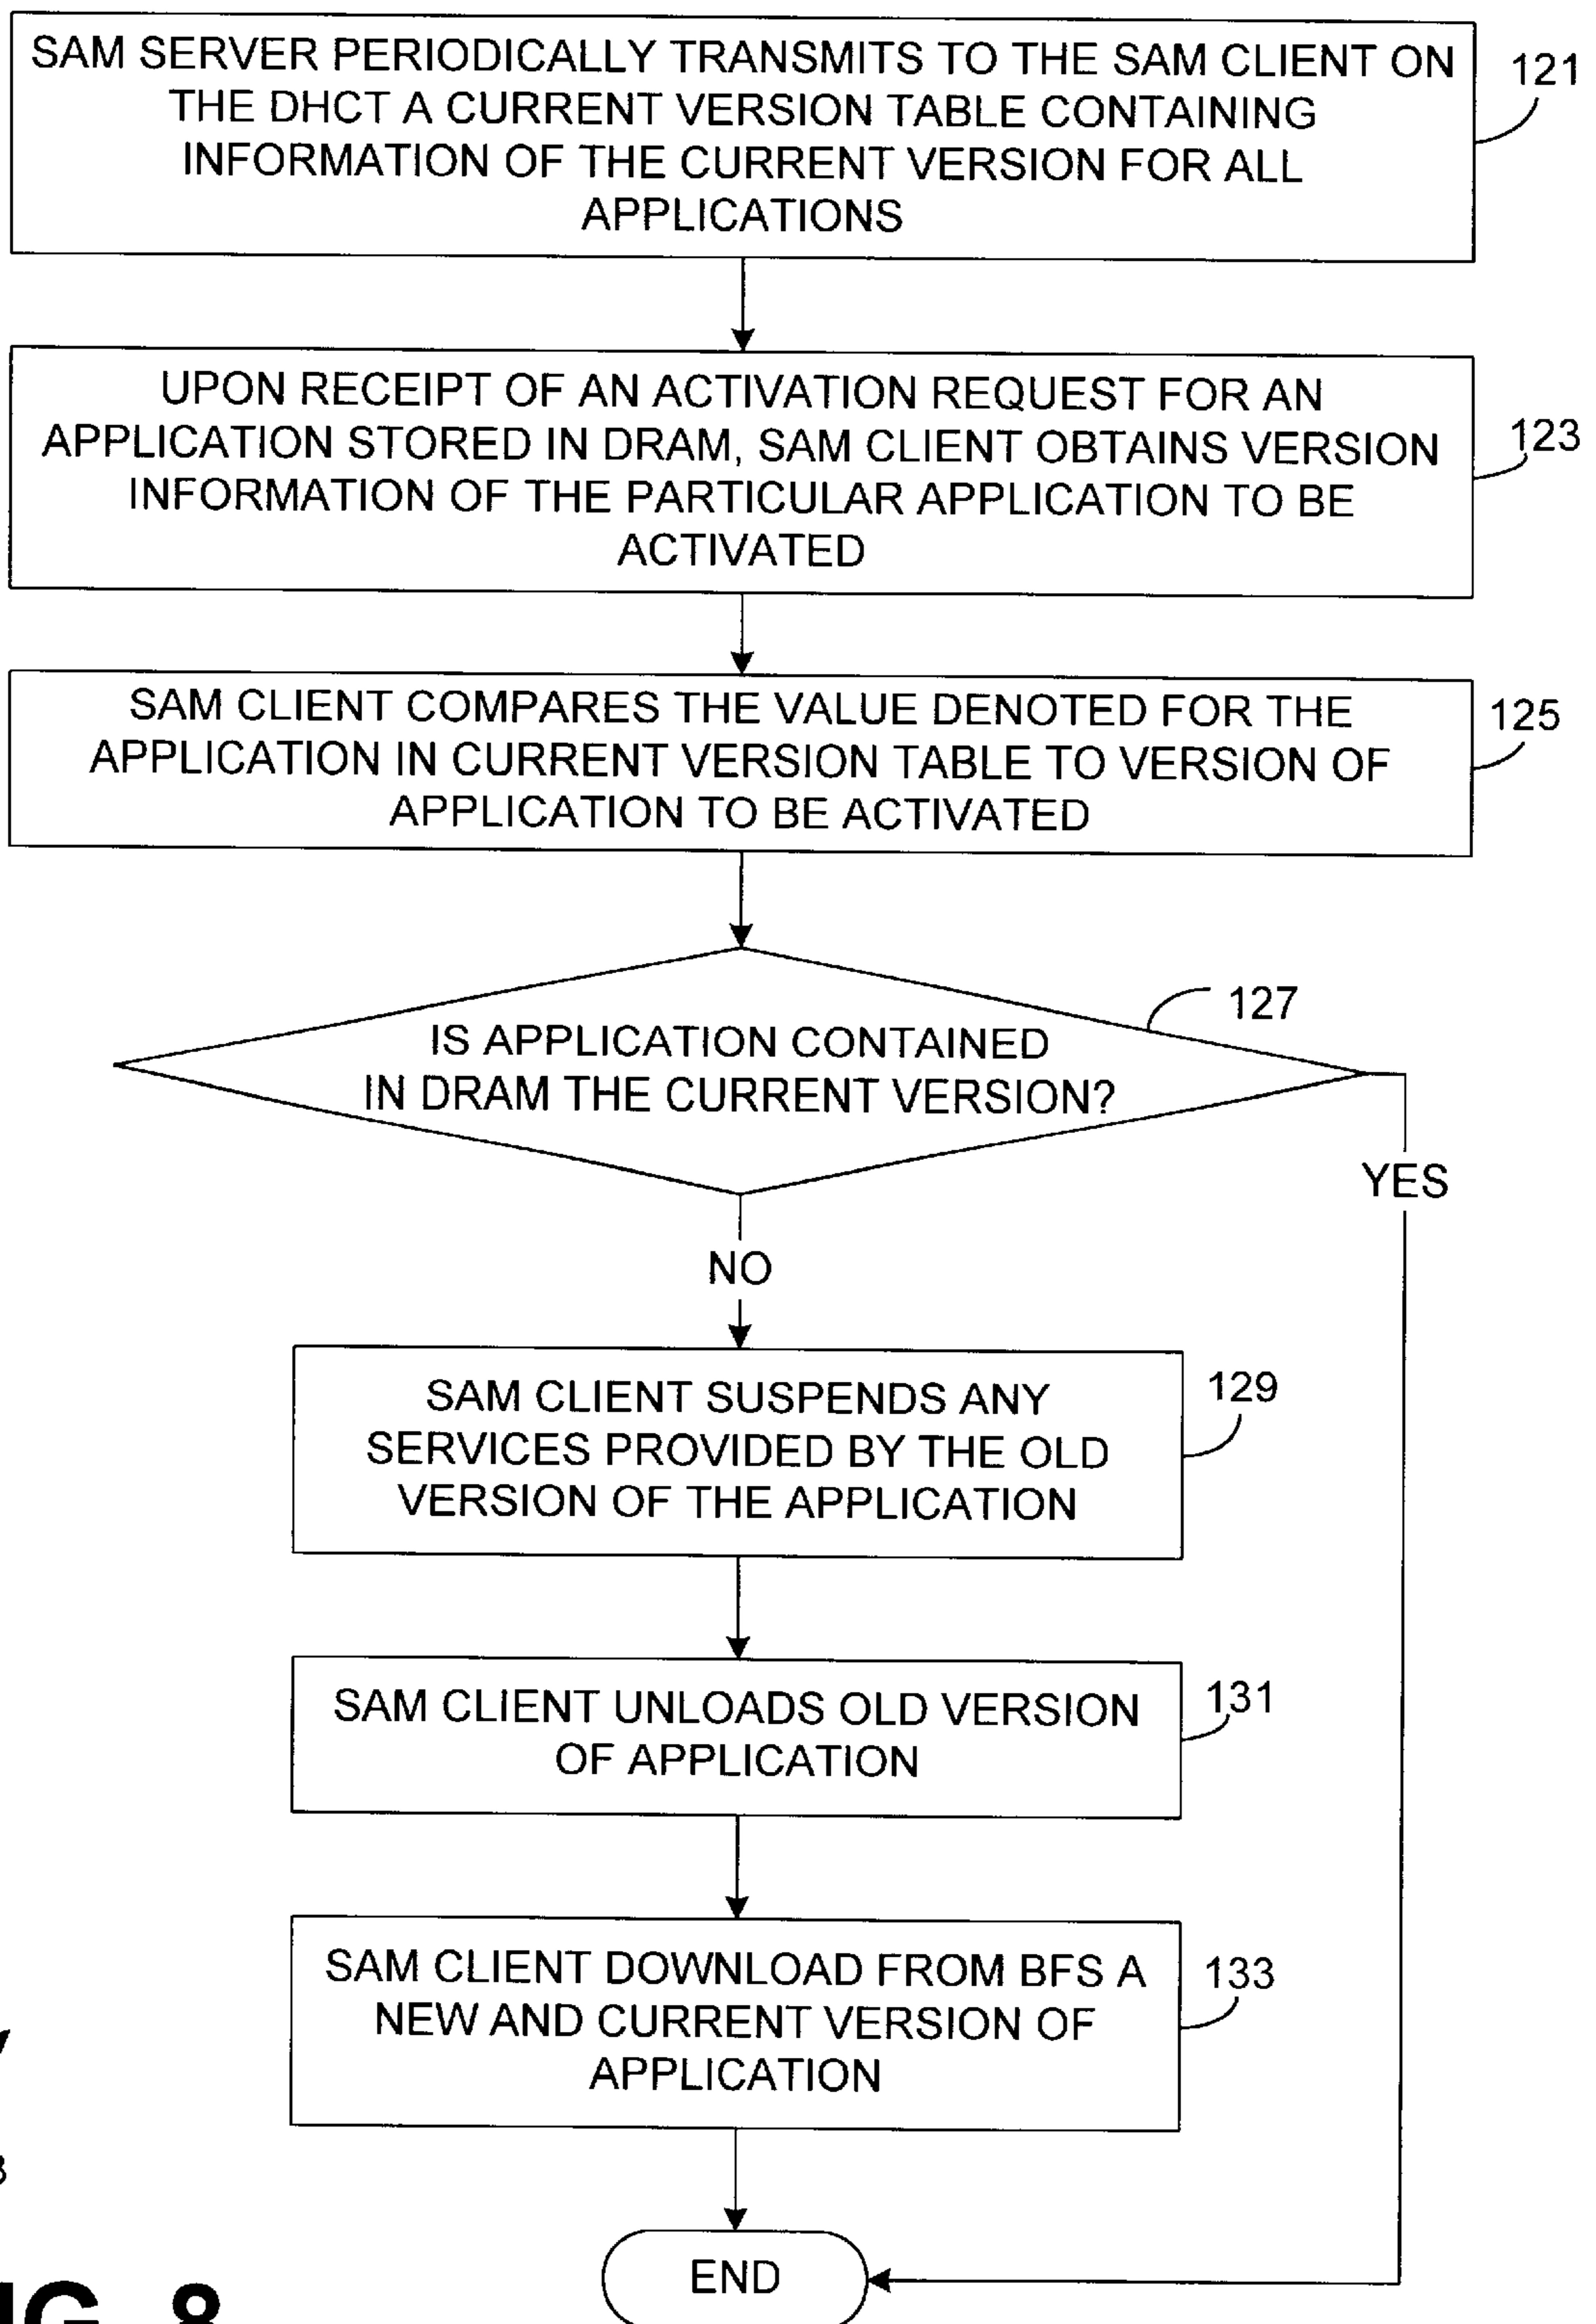 SAM SERVER PERIODICALLY TRANSMITS TO THE SAM CLIENT ON
THE DHCT A CURRENT VERSION TABLE CONTAINING
INFORMATION OF THE CURRENT VERSION FOR ALL
APPLICATIONS
121
UPON RECEIPT OF AN ACTIVATION REQUEST FOR AN
APPLICATION STORED IN DRAM, SAM CLIENT OBTAINS VERSION
INFORMATION OF THE PARTICULAR APPLICATION TO BE
ACTIVATED
123
SAM CLIENT COMPARES THE VALUE DENOTED FOR THE
APPLICATION IN CURRENT VERSION TABLE TO VERSION OF
APPLICATION TO BE ACTIVATED
125
127
IS APPLICATION CONTAINED
IN DRAM THE CURRENT VERSION?
YES
NO
SAM CLIENT SUSPENDS ANY
SERVICES PROVIDED BY THE OLD
VERSION OF THE APPLICATION
129
SAM CLIENT UNLOADS OLD VERSION
OF APPLICATION
131
SAM CLIENT DOWNLOAD FROM BFS A
NEW AND CURRENT VERSION OF
APPLICATION
133
END
8